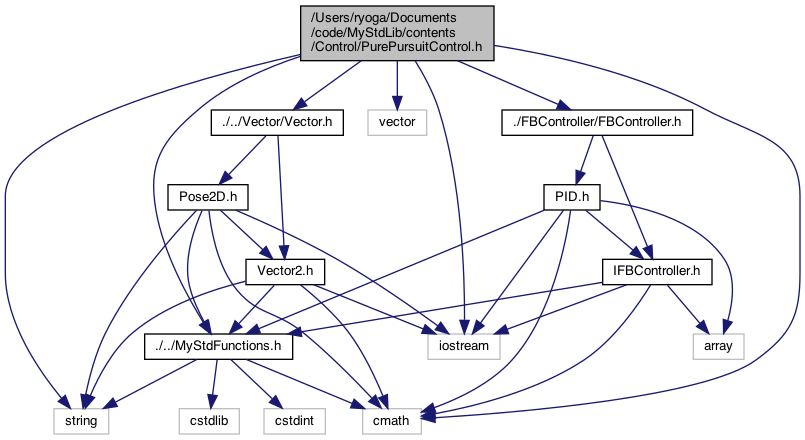 /Users/ryoga/Documents
/code/MyStdLib/contents
/Control/PurePursuitControl.h
./../Vector/Vector.h
vector
./FBController/FBController.h
Pose2D.h
PID.h
Vector2.h
IFBController.h
./../MyStdFunctions.h
iostream
array
string
cstdlib
cstdint
cmath